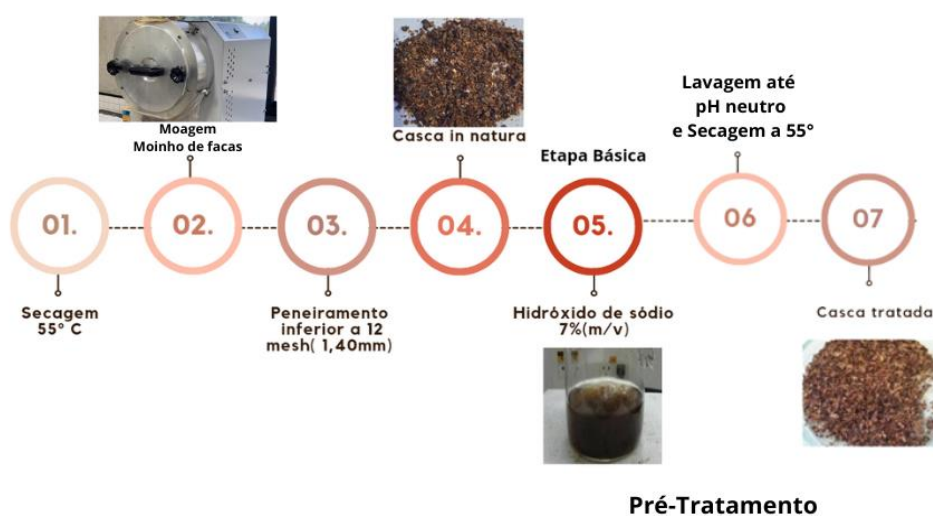 Moagem
Moinho de facas
Casca in natura
Etapa Básica
Lavagem até
pH neutro
e Secagem a 55°
01.
02.
03.
04.
05.
06
07
Secagem
55° C
Peneiramento
inferior a 12
mesh( 1,40mm)
Hidróxido de sódio
7%(m/v)
Casca tratada
Pré-Tratamento